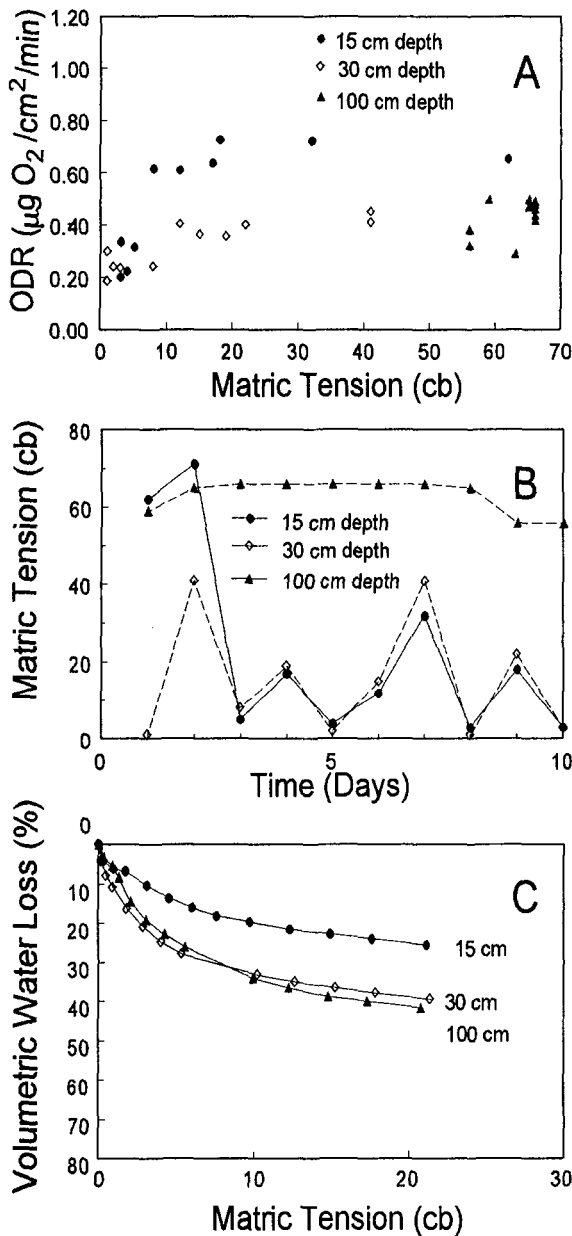 1.20
1.00
0.80
0.60
0.40
0.20
0.00
ODR (µg O2 /cm2/min)
15 cm depth
30 cm depth
100 cm depth
A
0 10 20 30 40 50 60 70
Matric Tension (cb)
80
60
40
20
0
Matric Tension (cb)
B
15 cm depth
30 cm depth
100 cm depth
0 5 10
Time (Days)
0
10
20
30
40
50
60
70
80
Volumetric Water Loss (%)
C
15 cm
30 cm
100 cm
0 10 20 30
Matric Tension (cb)